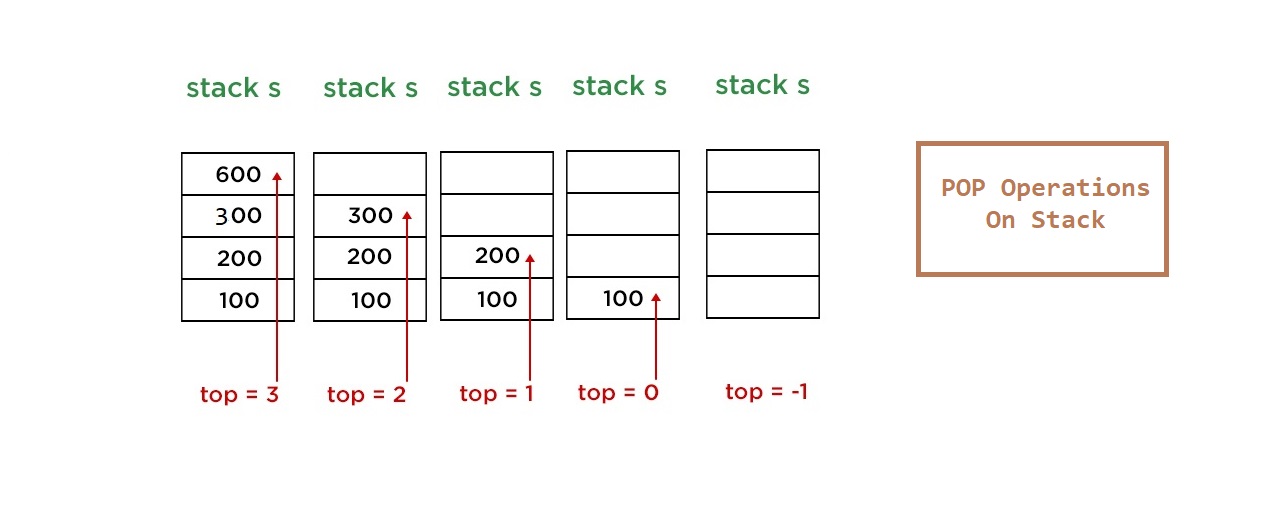 stack s
stack s
stack s
stack s
stack s
600
300
200
100
300
200
100
200
100
100
POP Operations
On Stack
top = 3
top = 2
top = 1
top = 0
top = -1